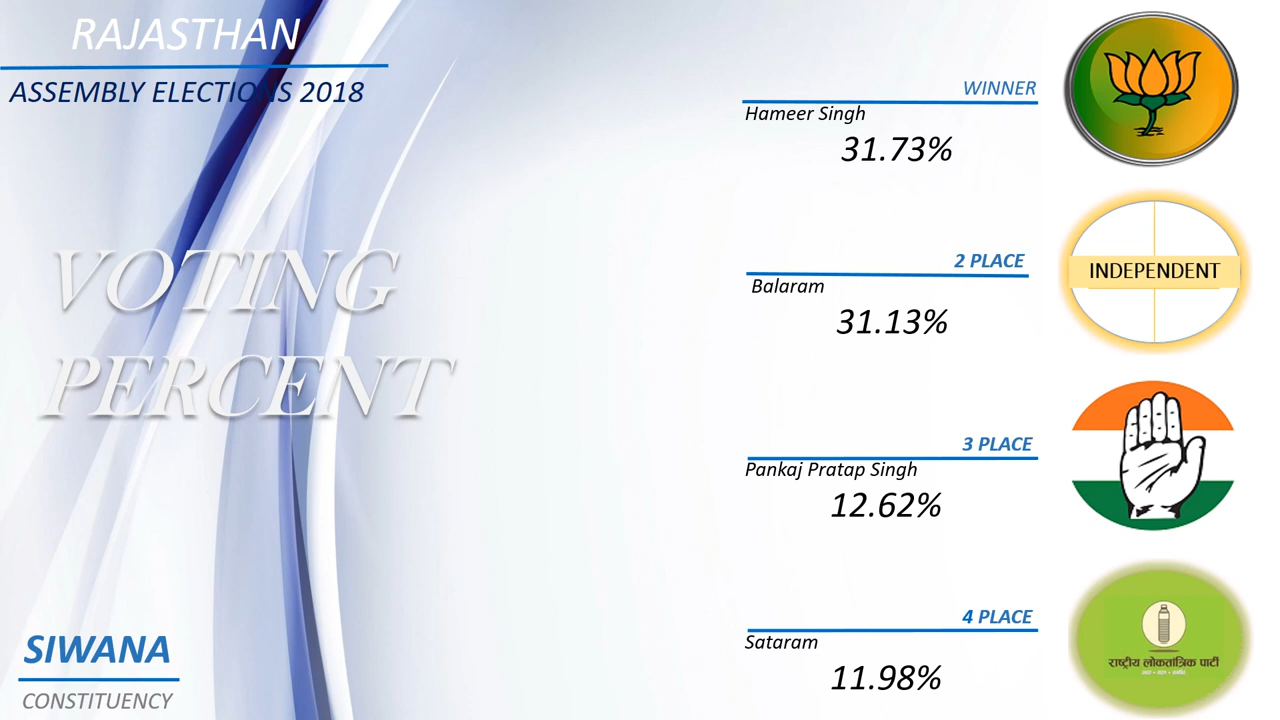 RAJASTHAN
ASSEMBLY ELECTIONS 2018
VOTING
PERCENT
SIWANA
CONSTITUENCY
WINNER
Hameer Singh
31.73%
2 PLACE
Balaram
31.13%
INDEPENDENT
3 PLACE
Pankaj Pratap Singh
12.62%
4 PLACE
Sataram
11.98%
राष्ट्रीय लोकतांत्रिक पार्टी